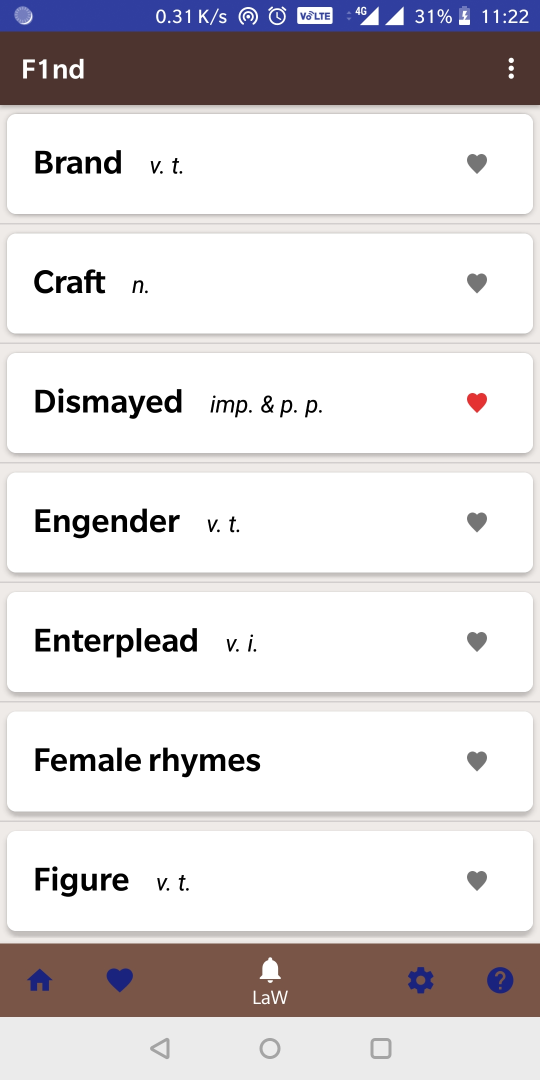 0.31 K/s VoLTE 4G 31% 11:22
F1nd
Brand v. t.
Craft n.
Dismayed imp. & p. p.
Engender v. t.
Enterplead v. i.
Female rhymes
Figure v. t.
LaW